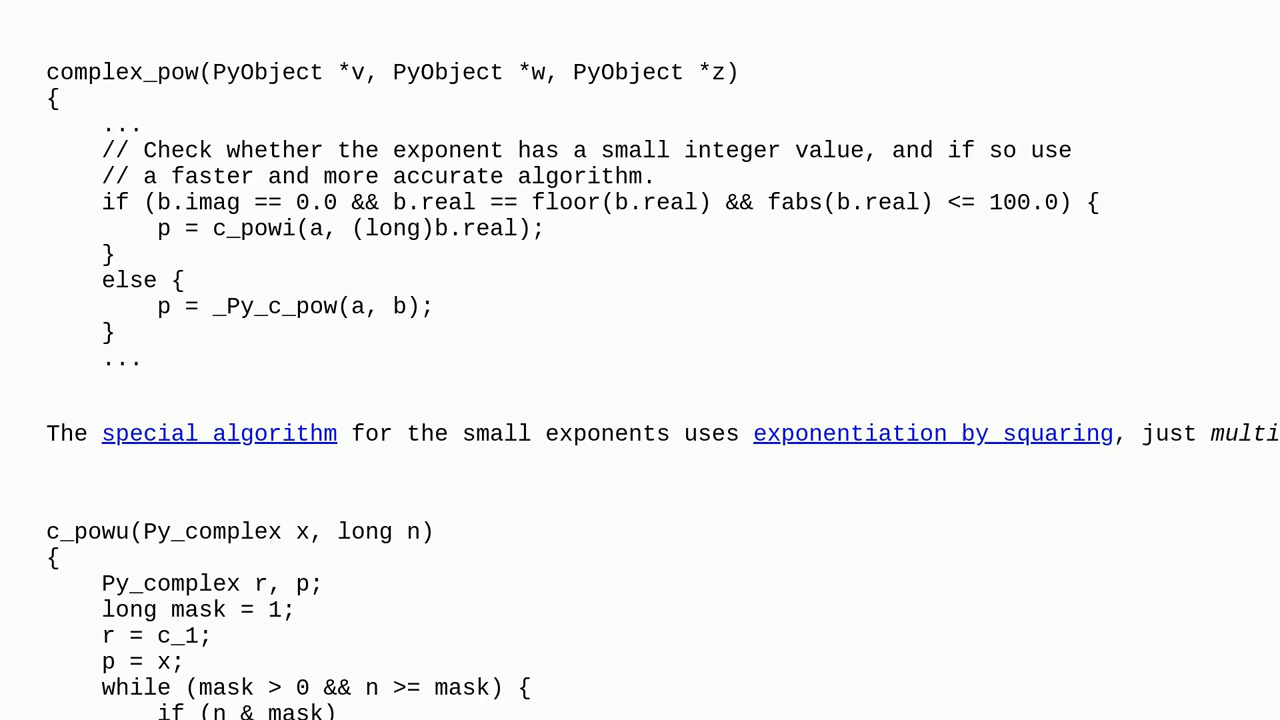 complex_pow(PyObject *v, PyObject *w, PyObject *z)
{
    ...
    // Check whether the exponent has a small integer value, and if so use
    // a faster and more accurate algorithm.
    if (b.imag == 0.0 && b.real == floor(b.real) && fabs(b.real) <= 100.0) {
        p = c_powi(a, (long)b.real);
    }
    else {
        p = _Py_c_pow(a, b);
    }
    ...
The special algorithm for the small exponents uses exponentiation by squaring, just multi
c_powu(Py_complex x, long n)
{
    Py_complex r, p;
    long mask = 1;
    r = c_1;
    p = x;
    while (mask > 0 && n >= mask) {
        if (n & mask)